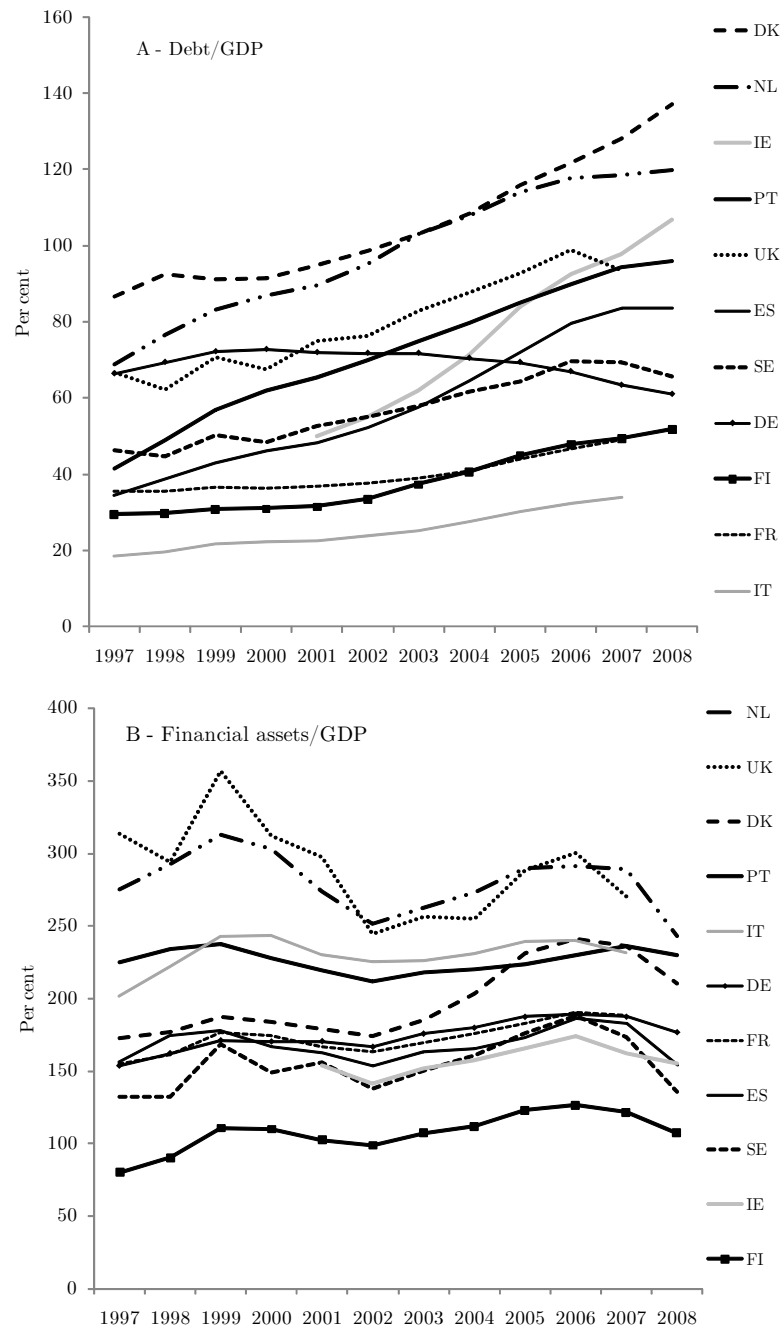 A - Debt/GDP
Per cent
160
140
120
100
80
60
40
20
0
1997 1998 1999 2000 2001 2002 2003 2004 2005 2006 2007 2008
DK
NL
IE
PT
UK
ES
SE
DE
FI
FR
IT
B - Financial assets/GDP
Per cent
400
350
300
250
200
150
100
50
0
1997 1998 1999 2000 2001 2002 2003 2004 2005 2006 2007 2008
NL
UK
DK
PT
IT
DE
FR
ES
SE
IE
FI